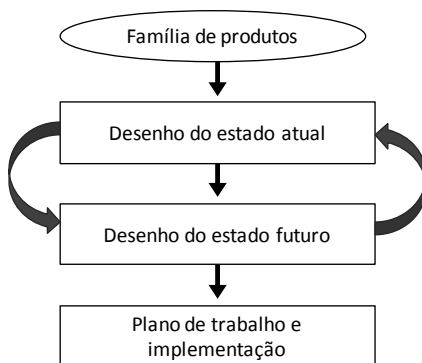 Família de produtos
Desenho do estado atual
Desenho do estado futuro
Plano de trabalho e
implementação